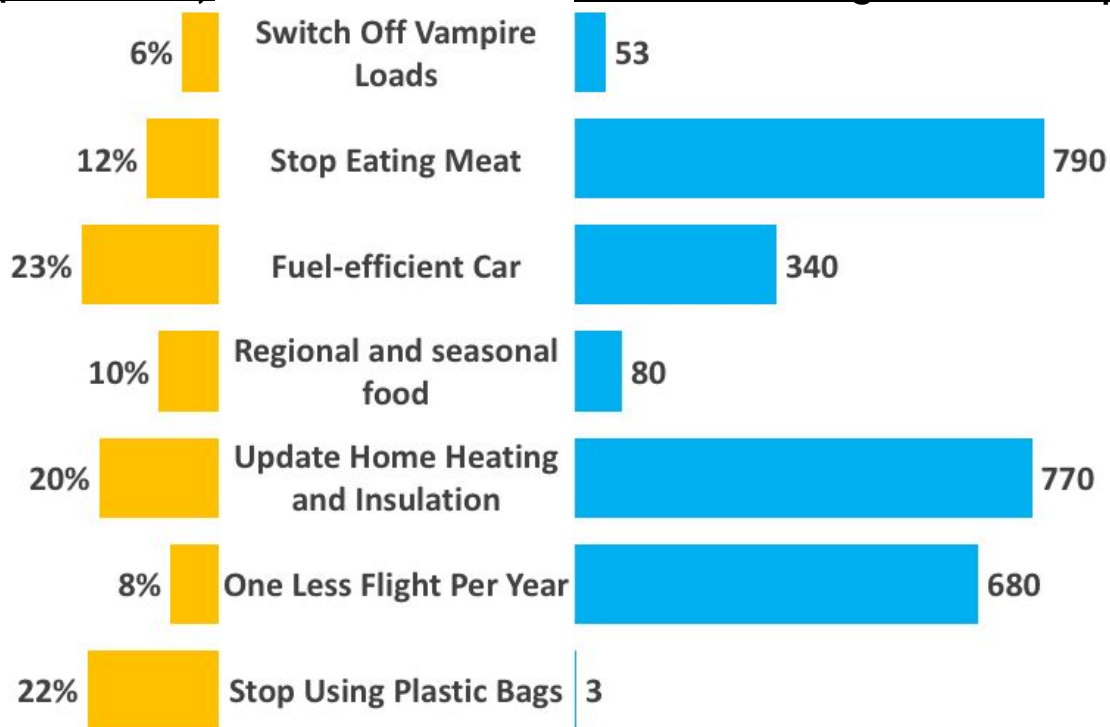 6%
Switch Off Vampire
Loads
53
12%
Stop Eating Meat
790
23%
Fuel-efficient Car
340
10%
Regional and seasonal
food
80
20%
Update Home Heating
and Insulation
770
8%
One Less Flight Per Year
680
22%
Stop Using Plastic Bags
3